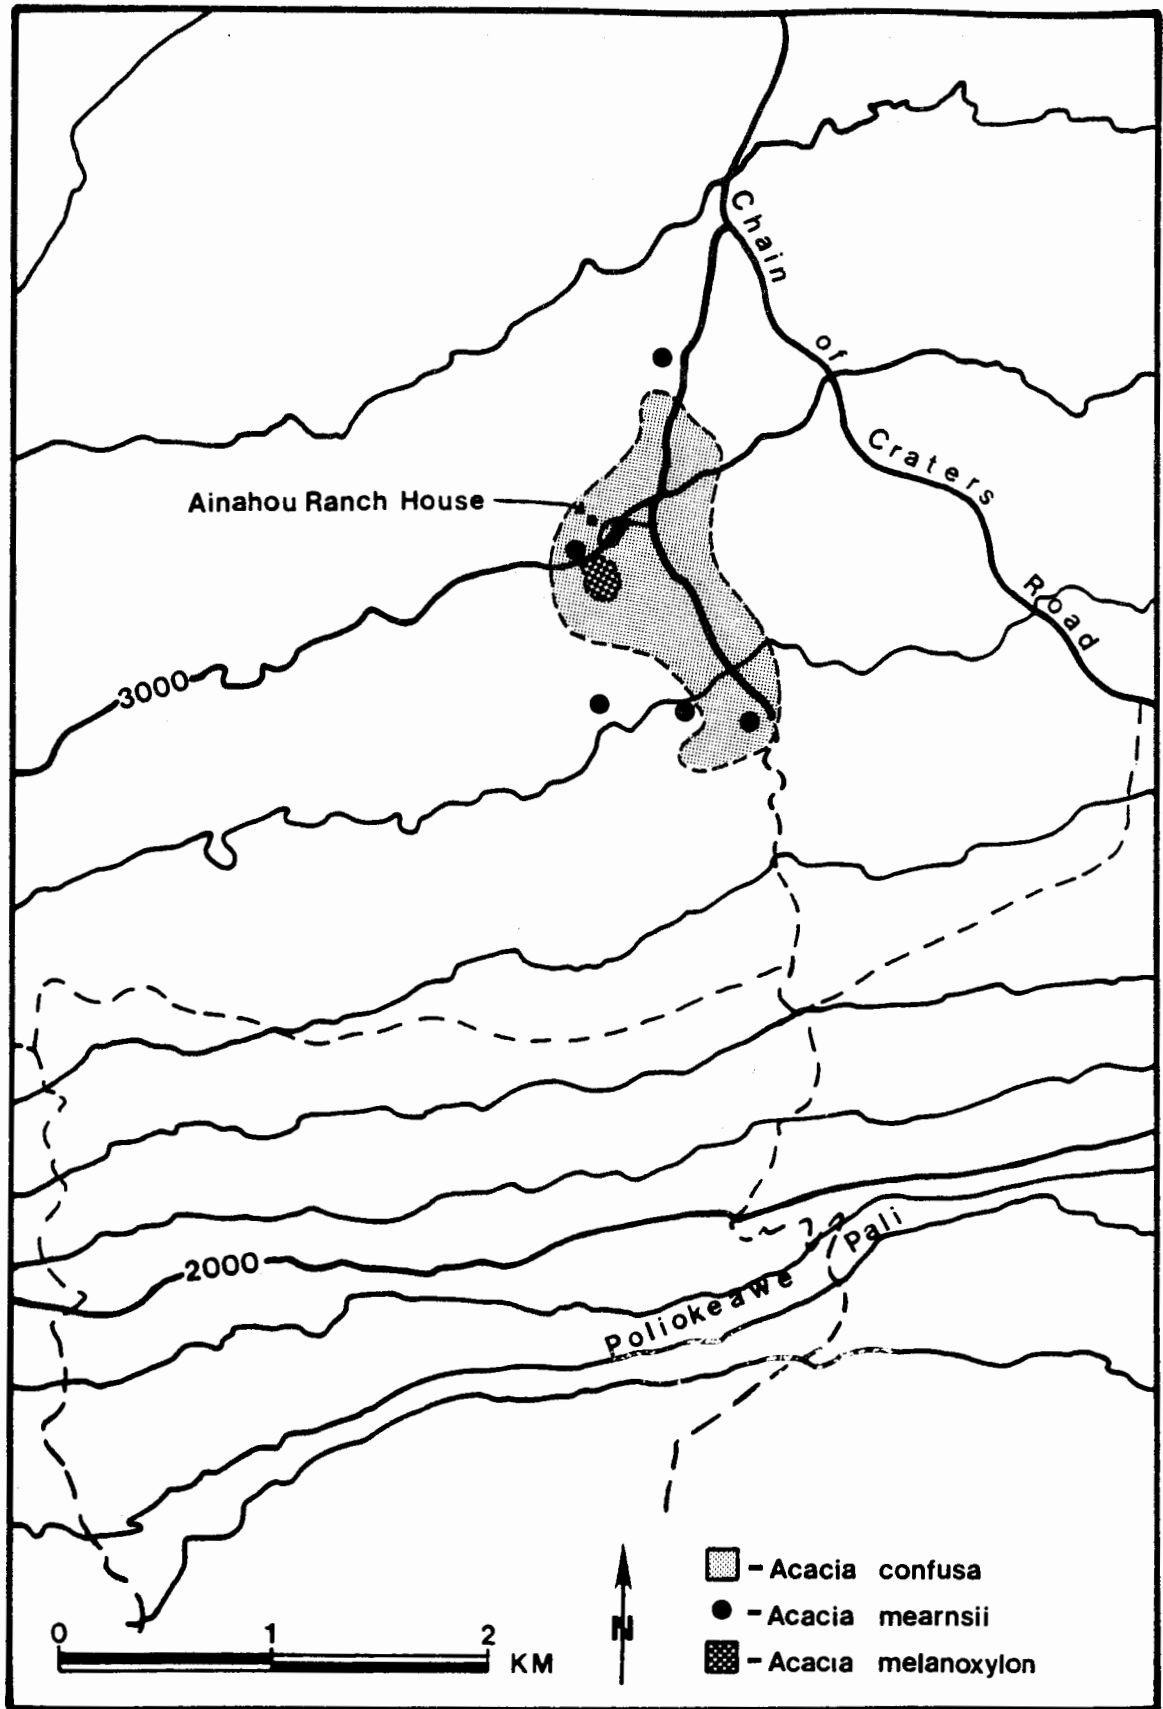 Chain of Craters Road
Ainahou Ranch House
3000
2000
Poliokeawe Pali
- Acacia confusa
- Acacia mearnsii
- Acacia melanoxylon
0 1 2
KM
N